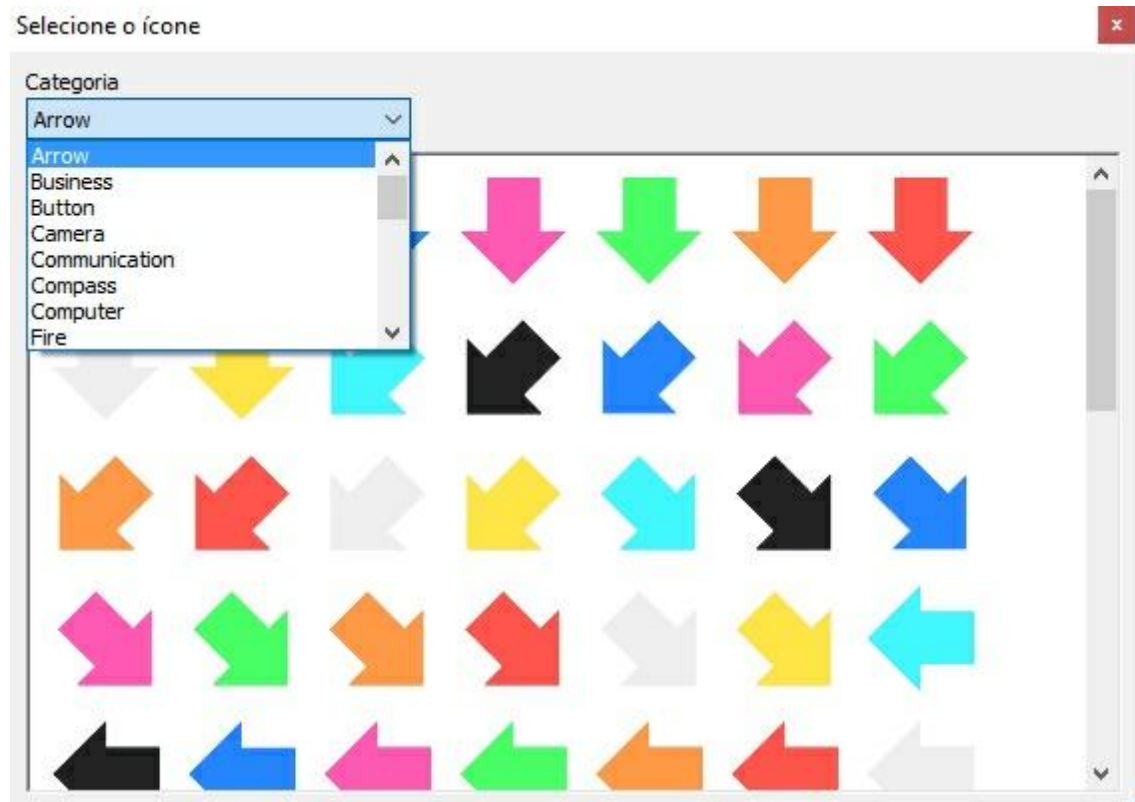 Selecione o ícone
x
Categoria
Arrow
Arrow
Business
Button
Camera
Communication
Compass
Computer
Fire